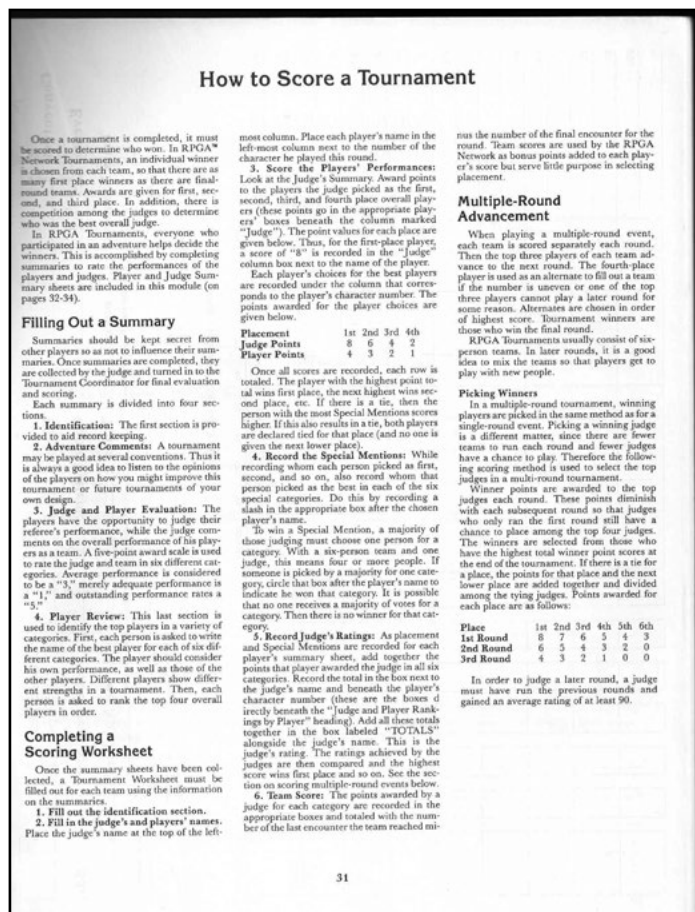 How to Score a Tournament
Once a tournament is completed, it must
be scored to determine who won. In RPGA™
Network Tournaments, an individual winner
is chosen from each team, so that there are as
many first place winners as there are final-
round teams. Awards are given for first, sec-
ond, and third place. In addition, there is
competition among the judges to determine
who was the best overall judge.
In RPGA Tournaments, everyone who
participated in an adventure helps decide the
winners. This is accomplished by completing
summaries to rate the performances of the
players and judges. Player and Judge Sum-
mary sheets are included in this module (on
pages 32-34).
Filling Out a Summary
Summaries should be kept secret from
other players so as not to influence their sum-
maries. Once summaries are completed, they
are collected by the judge and turned in to the
Tournament Coordinator for final evaluation
and scoring.
Each summary is divided into four sec-
tions.
1. Identification: The first section is pro-
vided to aid record keeping.
2. Adventure Comments: A tournament
may be played at several conventions. Thus it
is always a good idea to listen to the opinions
of the players on how you might improve this
tournament or future tournaments of your
own design.
3. Judge and Player Evaluation: The
players have the opportunity to judge their
referee's performance, while the judge com-
ments on the overall performance of his play-
ers as a team. A five-point award scale is used
to rate the judge and team in six different cat-
egories. Average performance is considered
to be a "3," merely adequate performance is
a "1," and outstanding performance rates a
"5."
4. Player Review: This last section is
used to identify the top players in a variety of
categories. First, each person is asked to write
the name of the best player for each of six dif-
ferent categories. The player should consider
his own performance, as well as those of the
other players. Different players show differ-
ent strengths in a tournament. Then, each
person is asked to rank the top four overall
players in order.
Completing a
Scoring Worksheet
Once the summary sheets have been col-
lected, a Tournament Worksheet must be
filled out for each team using the information
on the summaries.
1. Fill out the identification section.
2. Fill in the judge's and players' names.
Place the judge's name at the top of the left-
most column. Place each player's name in the
left-most column next to the number of the
character he played this round.
3. Score the Players' Performances:
Look at the Judge's Summary. Award points
to the players the judge picked as the first,
second, third, and fourth place overall play-
ers (these points go in the appropriate play-
ers' boxes beneath the column marked
"Judge"). The point values for each place are
given below. Thus, for the first-place player,
a score of "8" is recorded in the "Judge"
column box next to the name of the player.
Each player's choices for the best players
are recorded under the column that corres-
ponds to the player's character number. The
points awarded for the player choices are
given below.
Placement 1st 2nd 3rd 4th
Judge Points 8 6 4 2
Player Points 4 3 2 1
Once all scores are recorded, each row is
totaled. The player with the highest point to-
tal wins first place, the next highest wins sec-
ond place, etc. If there is a tie, then the
person with the most Special Mentions scores
higher. If this also results in a tie, both players
are declared tied for that place (and no one is
given the next lower place).
4. Record the Special Mentions: While
recording whom each person picked as first,
second, and so on, also record whom that
person picked as the best in each of the six
special categories. Do this by recording a
slash in the appropriate box after the chosen
player's name.
To win a Special Mention, a majority of
those judging must choose one person for a
category. With a six-person team and one
judge, this means four or more people. If
someone is picked by a majority for one cate-
gory, circle that box after the player's name to
indicate he won that category. It is possible
that no one receives a majority of votes for a
category. Then there is no winner for that cat-
egory.
5. Record Judge's Ratings: As placement
and Special Mentions are recorded for each
player's summary sheet, add together the
points that player awarded the judge in all six
categories. Record the total in the box next to
the judge's name and beneath the player's
character number (these are the boxes d
irectly beneath the "Judge and Player Rank-
ings by Player" heading). Add all these totals
together in the box labeled "TOTALS"
alongside the judge's name. This is the
judge's rating. The ratings achieved by the
judges are then compared and the highest
score wins first place and so on. See the sec-
tion on scoring multiple-round events below.
6. Team Score: The points awarded by a
judge for each category are recorded in the
appropriate boxes and totaled with the num-
ber of the last encounter the team reached mi-
nus the number of the final encounter for the
round. Team scores are used by the RPGA
Network as bonus points added to each play-
er's score but serve little purpose in selecting
placement.
Multiple-Round
Advancement
When playing a multiple-round event,
each team is scored separately each round.
Then the top three players of each team ad-
vance to the next round. The fourth-place
player is used as an alternate to fill out a team
if the number is uneven or one of the top
three players cannot play a later round for
some reason. Alternates are chosen in order
of highest score. Tournament winners are
those who win the final round.
RPGA Tournaments usually consist of six-
person teams. In later rounds, it is a good
idea to mix the teams so that players get to
play with new people.
Picking Winners
In a multiple-round tournament, winning
players are picked in the same method as for a
single-round event. Picking a winning judge
is a different matter, since there are fewer
teams to run each round and fewer judges
have a chance to play. Therefore the follow-
ing scoring method is used to select the top
judges in a multi-round tournament.
Winner points are awarded to the top
judges each round. These points diminish
with each subsequent round so that judges
who only ran the first round still have a
chance to place among the top four judges.
The winners are selected from those who
have the highest total winner point scores at
the end of the tournament. If there is a tie for
a place, the points for that place and the next
lower place are added together and divided
among the tying judges. Points awarded for
each place are as follows:
Place 1st 2nd 3rd 4th 5th 6th
1st Round 8 7 6 5 4 3
2nd Round 6 5 4 3 2 0
3rd Round 4 3 2 1 0 0
In order to judge a later round, a judge
must have run the previous rounds and
gained an average rating of at least 90.
31